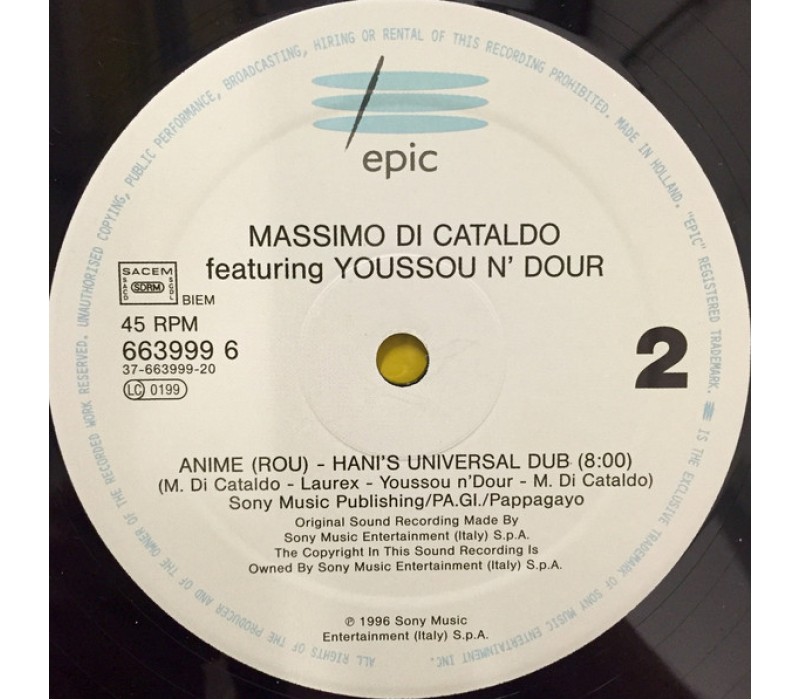 epic
MASSIMO DI CATALDO
featuring YOUSSOU N' DOUR
SACEM
SACD
SDRM
SGDL
BIEM
45 RPM
663999 6
37-663999-20
LC 0199
2
ANIME (ROU) - HANI'S UNIVERSAL DUB (8:00)
(M. Di Cataldo - Laurex - Youssou n'Dour - M. Di Cataldo)
Sony Music Publishing/PA.GI./Pappagayo
Original Sound Recording Made By
Sony Music Entertainment (Italy) S.p.A.
The Copyright In This Sound Recording Is
Owned By Sony Music Entertainment (Italy) S.p.A.
℗ 1996 Sony Music
Entertainment (Italy) S.p.A.
ALL RIGHTS OF THE PRODUCER AND OF THE OWNER OF THE RECORDED WORK RESERVED. UNAUTHORISED COPYING, PUBLIC PERFORMANCE, BROADCASTING, HIRING OR RENTAL OF THIS RECORDING PROHIBITED. MADE IN HOLLAND. "EPIC" REGISTERED TRADEMARK. IS THE EXCLUSIVE TRADEMARK OF SONY MUSIC ENTERTAINMENT INC.